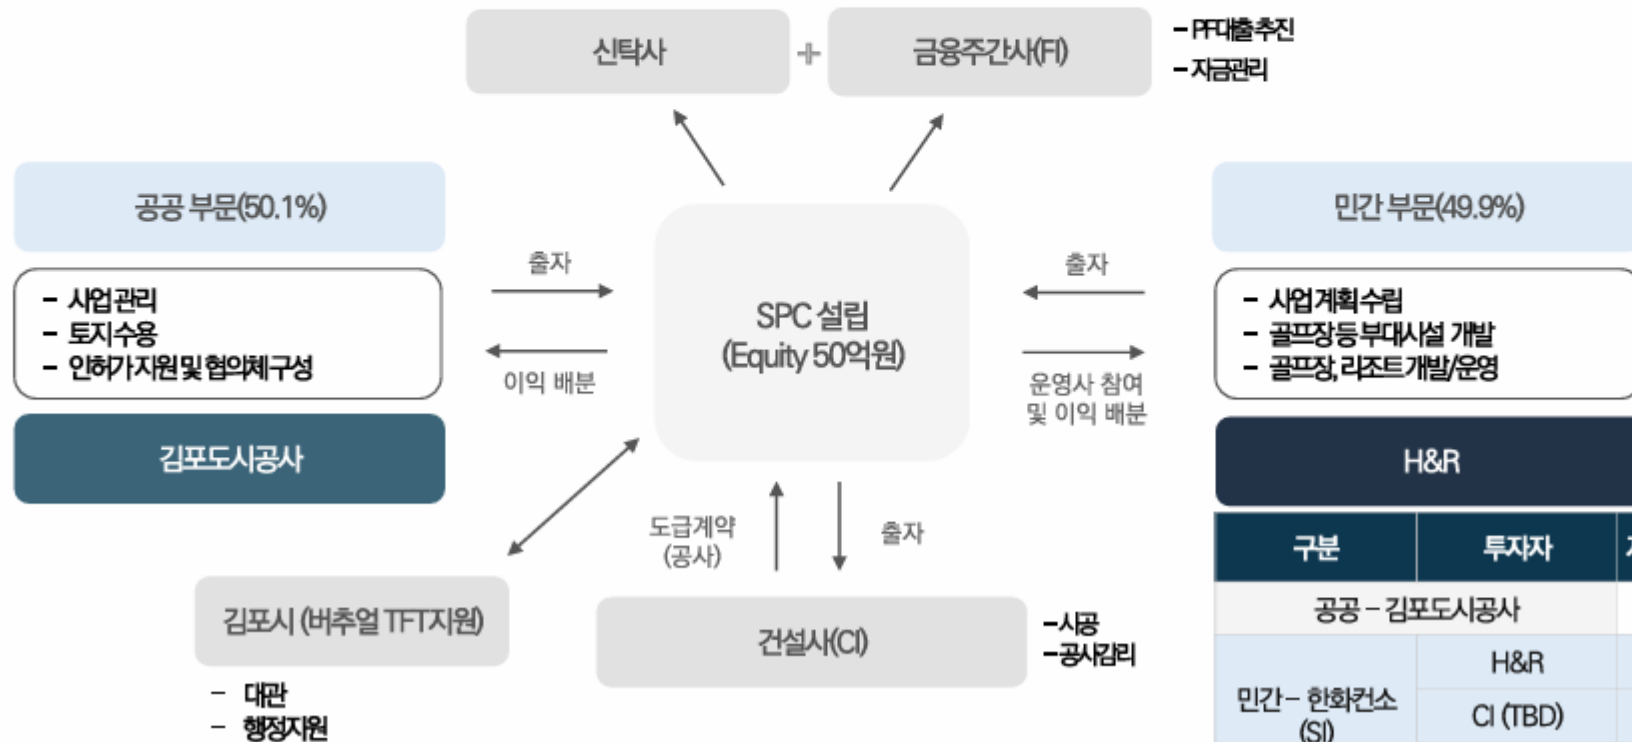 신탁사
+
금융주간사(FI)
– PF대출 추진
– 자금관리
공공 부문(50.1%)
– 사업 관리
– 토지 수용
– 인허가 지원 및 협의체 구성
김포도시공사
출자
이익 배분
SPC 설립
(Equity 50억원)
출자
운영사 참여
및 이익 배분
민간 부문(49.9%)
– 사업 계획 수립
– 골프장 등 부대시설 개발
– 골프장, 리조트 개발/운영
H&R
도급계약
(공사)
출자
김포시 (버추얼 TFT지원)
– 대관
– 행정지원
건설사(CI)
– 시공
– 공사감리
구분 투자자
공공 – 김포도시공사
H&R
민간 – 한화컨소
(SI)
CI (TBD)